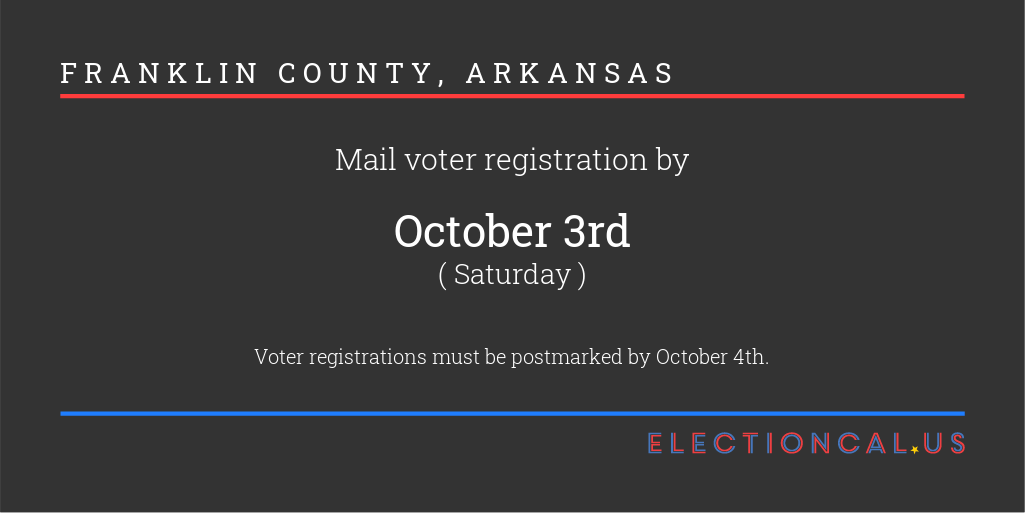 FRANKLIN COUNTY, ARKANSAS
Mail voter registration by
October 3rd
( Saturday )
Voter registrations must be postmarked by October 4th.
ELECTIONCAL.US